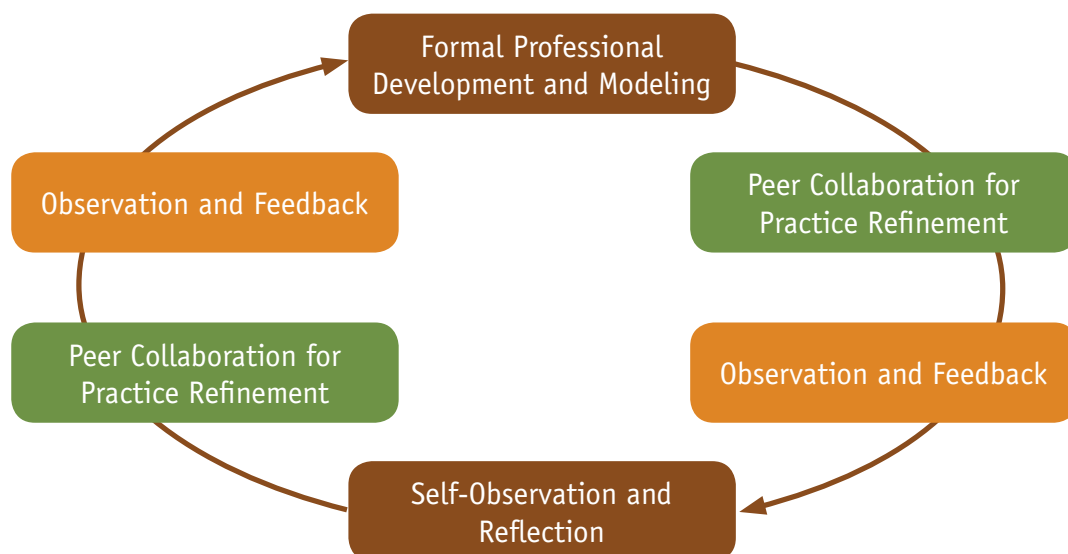 Formal Professional
Development and Modeling
Peer Collaboration for
Practice Refinement
Observation and Feedback
Self-Observation and
Reflection
Peer Collaboration for
Practice Refinement
Observation and Feedback